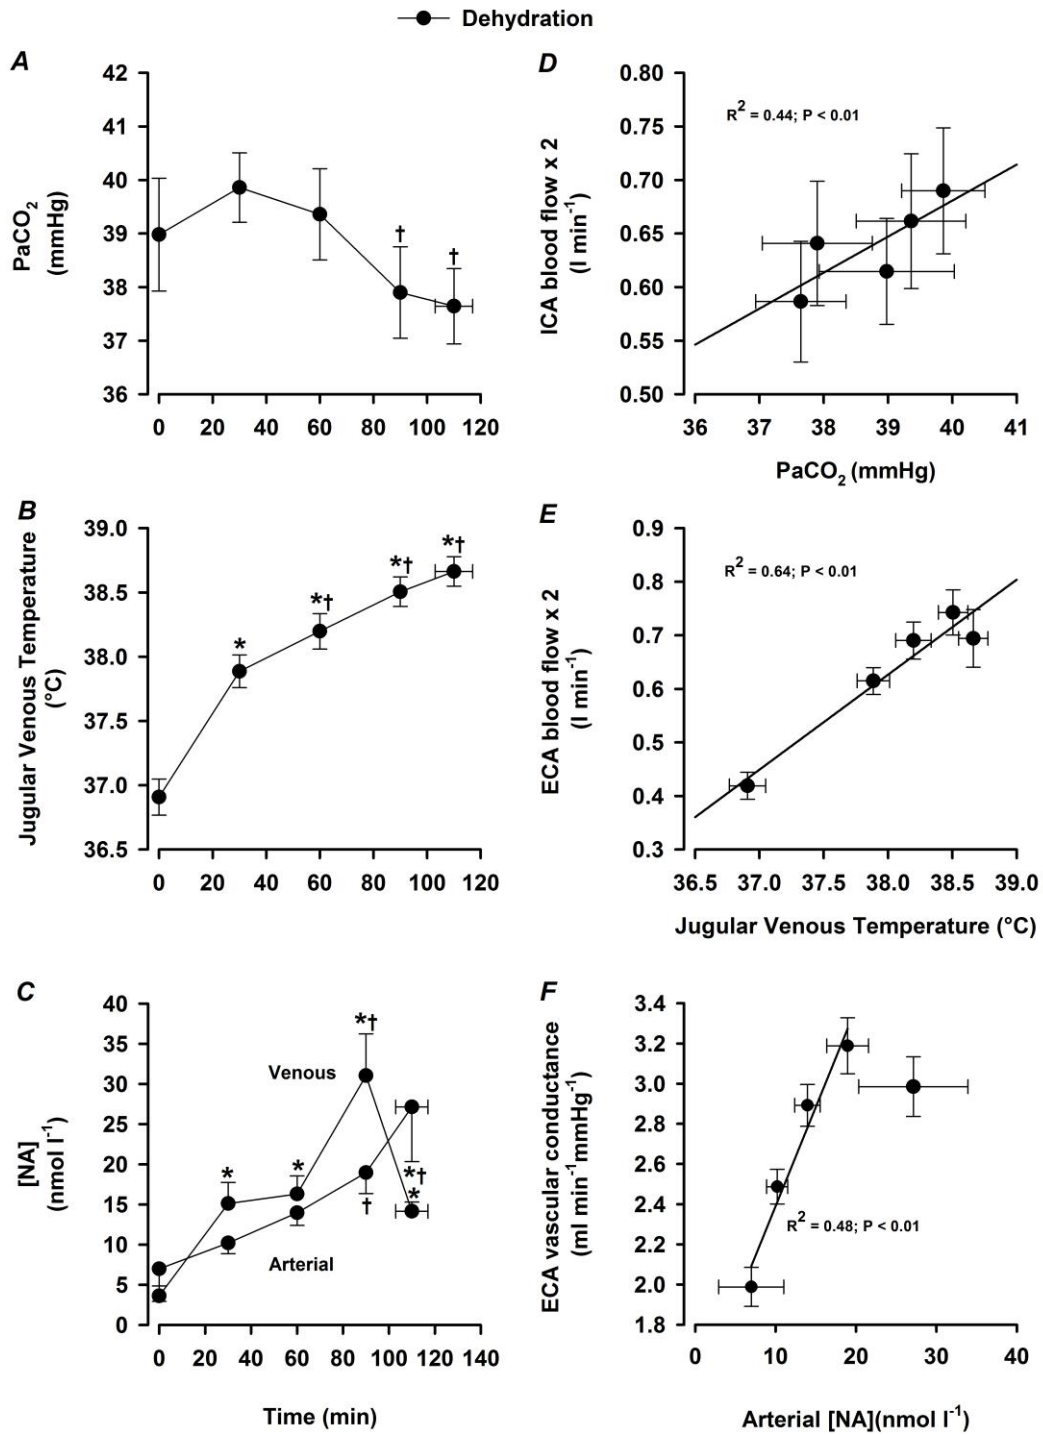 Dehydration
A
PaCO2
(mmHg)
42
41
40
39
38
37
36
†
†
0 20 40 60 80 100 120
D
ICA blood flow x 2
(l min-1)
0.80
0.75
0.70
0.65
0.60
0.55
0.50
R2 = 0.44; P < 0.01
36 37 38 39 40 41
PaCO2 (mmHg)
B
Jugular Venous Temperature
(°C)
39.0
38.5
38.0
37.5
37.0
36.5
*
*†
*†
*†
0 20 40 60 80 100 120
E
ECA blood flow x 2
(l min-1)
0.9
0.8
0.7
0.6
0.5
0.4
0.3
R2 = 0.64; P < 0.01
36.5 37.0 37.5 38.0 38.5 39.0
Jugular Venous Temperature (°C)
C
[NA]
(nmol l-1)
40
35
30
25
20
15
10
5
0
*†
Venous
*
*
*†
*
†
Arterial
0 20 40 60 80 100 120 140
Time (min)
F
ECA vascular conductance
(ml min-1 mmHg-1)
3.4
3.2
3.0
2.8
2.6
2.4
2.2
2.0
1.8
R2 = 0.48; P < 0.01
0 10 20 30 40
Arterial [NA](nmol l-1)